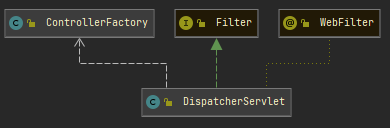 C ControllerFactory
I Filter
@ WebFilter
C DispatcherServlet